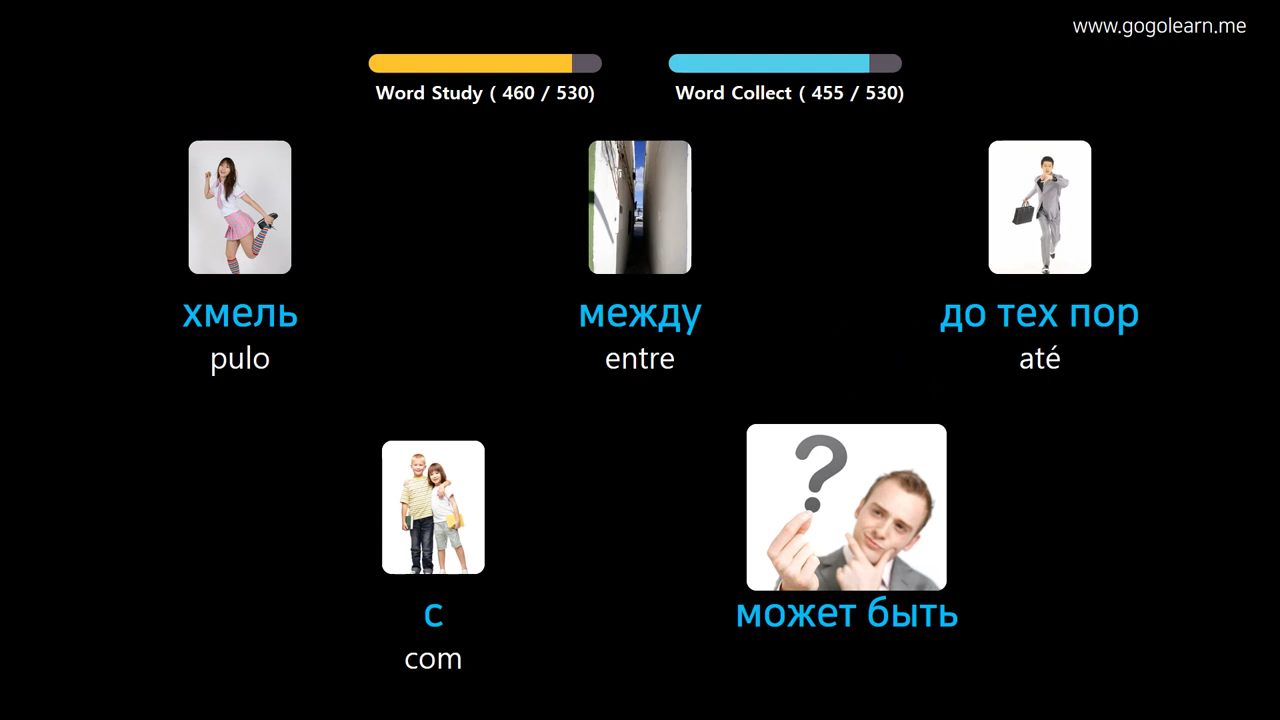 www.gogolearn.me
Word Study ( 460 / 530)
Word Collect ( 455 / 530)
хмель
между
до тех пор
pulo
entre
até
с
может быть
com